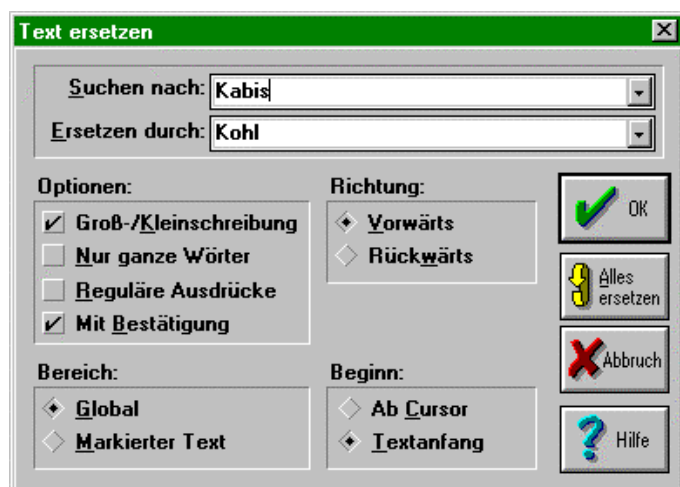 Text ersetzen
Suchen nach: Kabis
Ersetzen durch: Kohl
Optionen:
Groß-/Kleinschreibung
Nur ganze Wörter
Reguläre Ausdrücke
Mit Bestätigung
Richtung:
Vorwärts
Rückwärts
Bereich:
Global
Markierter Text
Beginn:
Ab Cursor
Textanfang
OK
Alles
ersetzen
Abbruch
Hilfe